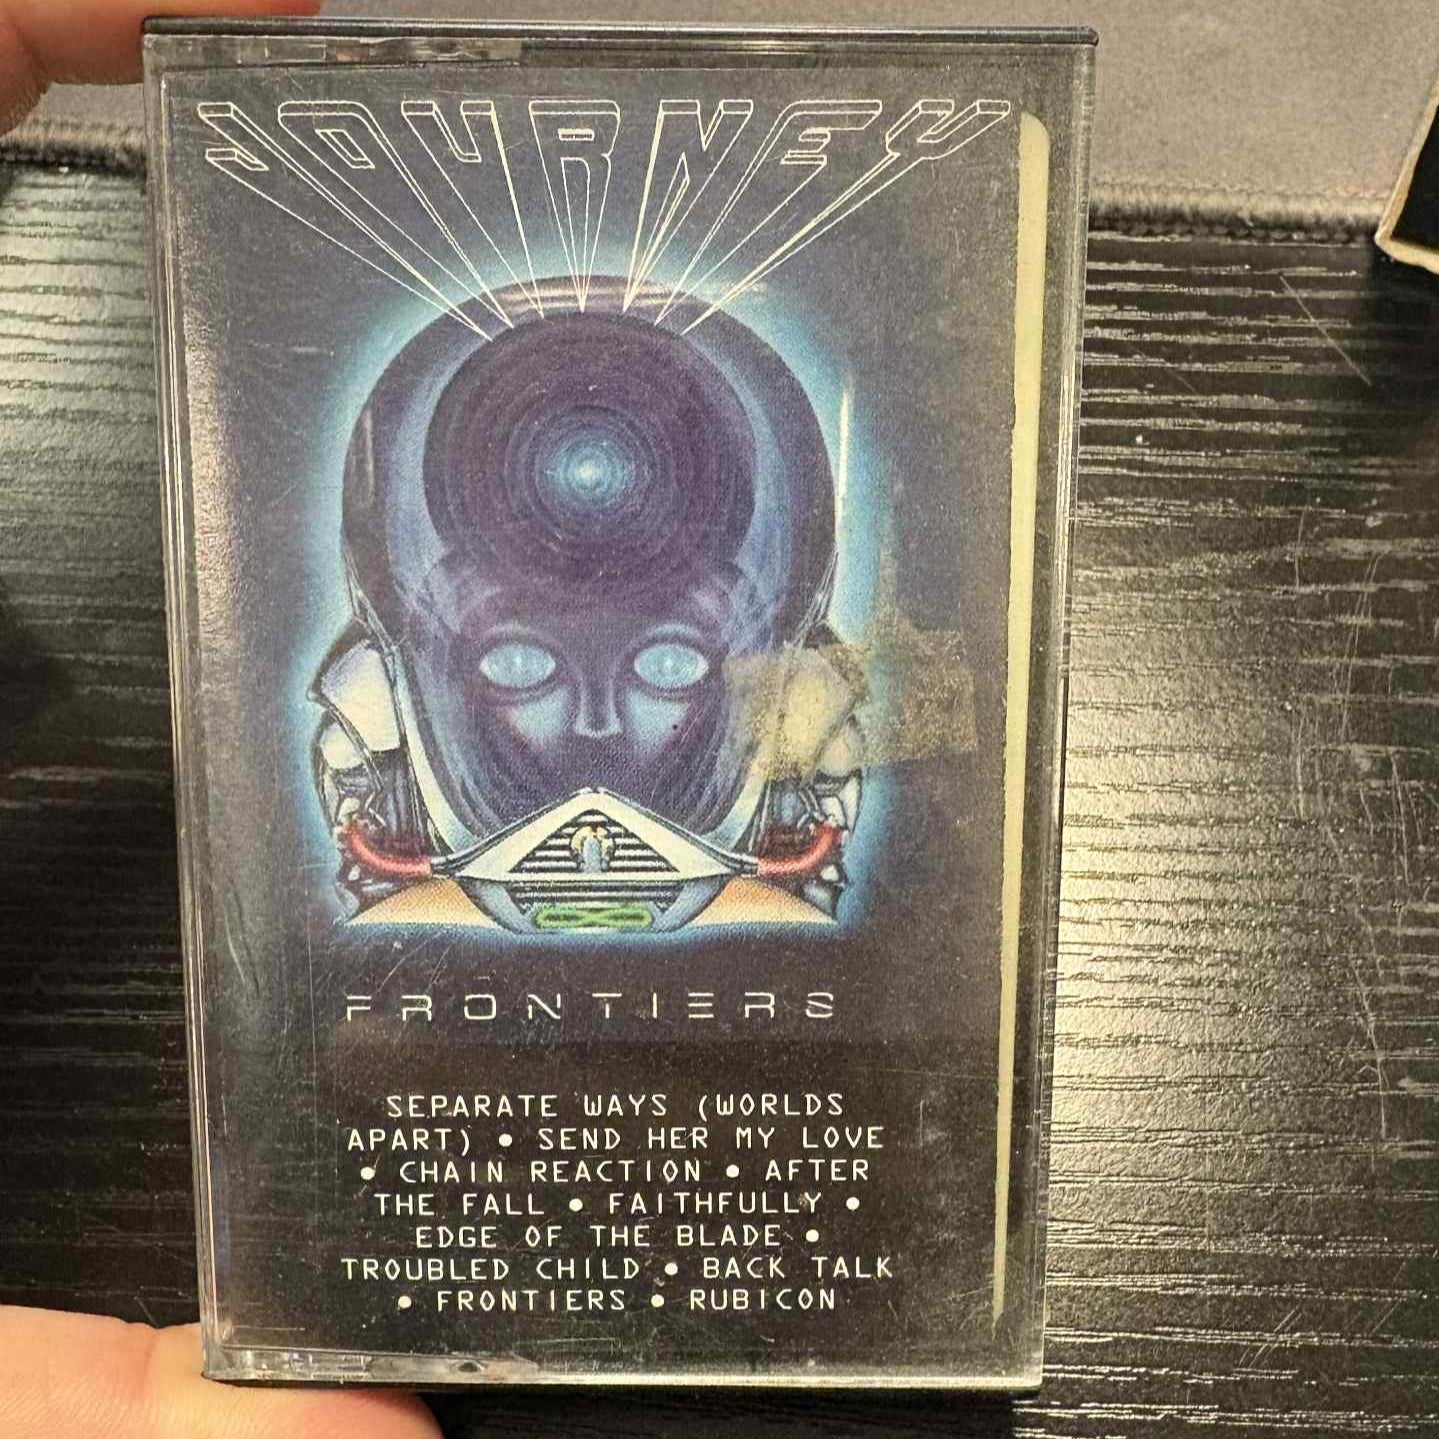 JOURNEY
FRONTIERS
SEPARATE WAYS (WORLDS
APART) • SEND HER MY LOVE
• CHAIN REACTION • AFTER
THE FALL • FAITHFULLY •
EDGE OF THE BLADE •
TROUBLED CHILD • BACK TALK
• FRONTIERS • RUBICON